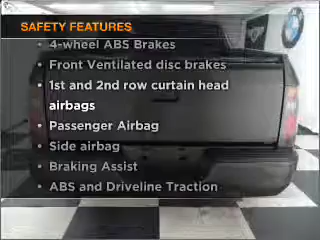 SAFETY FEATURES
• 4-wheel ABS Brakes
• Front Ventilated disc brakes
• 1st and 2nd row curtain head
airbags
• Passenger Airbag
• Side airbag
• Braking Assist
• ABS and Driveline Traction